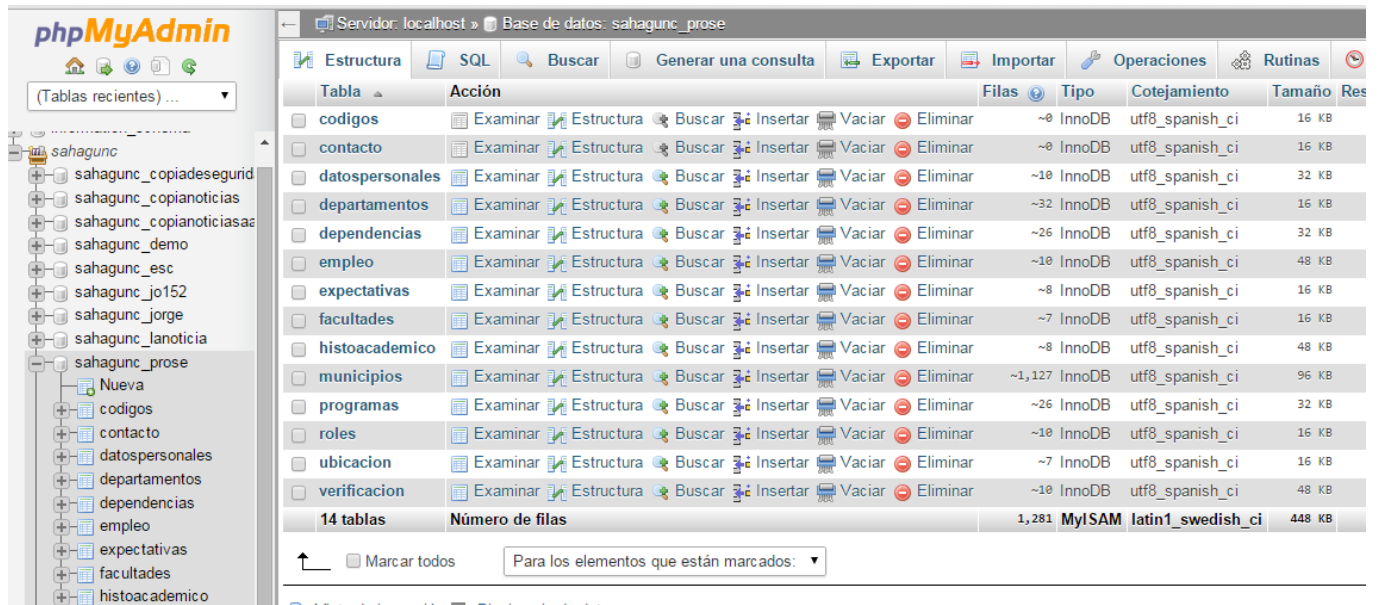 phpMyAdmin
(Tablas recientes) ...
sahagunc
sahagunc_copiadesegurid
sahagunc_copianoticias
sahagunc_copianoticiasaa
sahagunc_demo
sahagunc_esc
sahagunc_jo152
sahagunc_jorge
sahagunc_lanoticia
sahagunc_prose
Nueva
codigos
contacto
datospersonales
departamentos
dependencias
empleo
expectativas
facultades
histoacademico
Servidor: localhost » Base de datos: sahagunc_prose
Estructura SQL Buscar Generar una consulta Exportar Importar Operaciones Rutinas
Tabla Acción Filas Tipo Cotejamiento Tamaño Res
codigos Examinar Estructura Buscar Insertar Vaciar Eliminar ~0 InnoDB utf8_spanish_ci 16 KB
contacto Examinar Estructura Buscar Insertar Vaciar Eliminar ~0 InnoDB utf8_spanish_ci 16 KB
datospersonales Examinar Estructura Buscar Insertar Vaciar Eliminar ~10 InnoDB utf8_spanish_ci 32 KB
departamentos Examinar Estructura Buscar Insertar Vaciar Eliminar ~32 InnoDB utf8_spanish_ci 16 KB
dependencias Examinar Estructura Buscar Insertar Vaciar Eliminar ~26 InnoDB utf8_spanish_ci 32 KB
empleo Examinar Estructura Buscar Insertar Vaciar Eliminar ~10 InnoDB utf8_spanish_ci 48 KB
expectativas Examinar Estructura Buscar Insertar Vaciar Eliminar ~8 InnoDB utf8_spanish_ci 16 KB
facultades Examinar Estructura Buscar Insertar Vaciar Eliminar ~7 InnoDB utf8_spanish_ci 16 KB
histoacademico Examinar Estructura Buscar Insertar Vaciar Eliminar ~8 InnoDB utf8_spanish_ci 48 KB
municipios Examinar Estructura Buscar Insertar Vaciar Eliminar ~1,127 InnoDB utf8_spanish_ci 96 KB
programas Examinar Estructura Buscar Insertar Vaciar Eliminar ~26 InnoDB utf8_spanish_ci 32 KB
roles Examinar Estructura Buscar Insertar Vaciar Eliminar ~10 InnoDB utf8_spanish_ci 16 KB
ubicacion Examinar Estructura Buscar Insertar Vaciar Eliminar ~7 InnoDB utf8_spanish_ci 16 KB
verificacion Examinar Estructura Buscar Insertar Vaciar Eliminar ~10 InnoDB utf8_spanish_ci 48 KB
14 tablas Número de filas 1,281 MyISAM latin1_swedish_ci 448 KB
Marcar todos Para los elementos que están marcados: